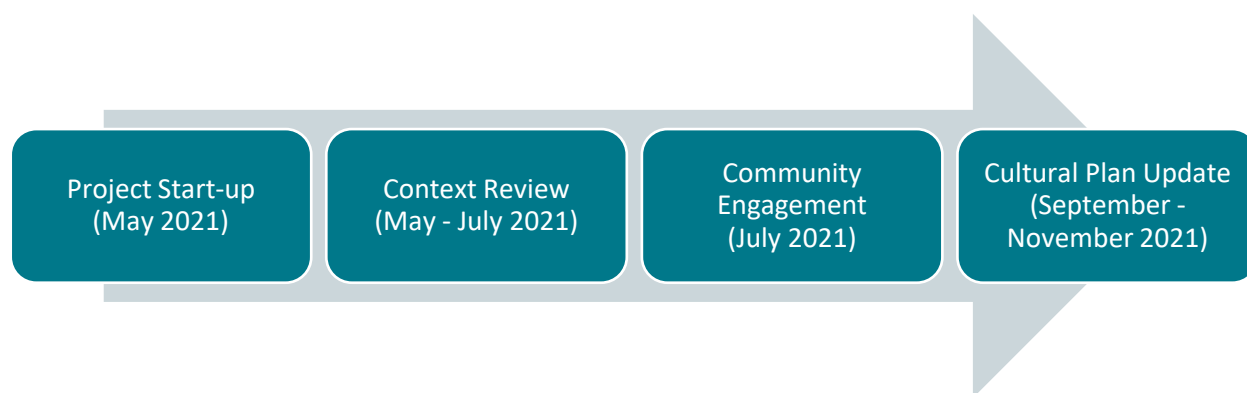 Project Start-up
(May 2021)
Context Review
(May - July 2021)
Community
Engagement
(July 2021)
Cultural Plan Update
(September -
November 2021)